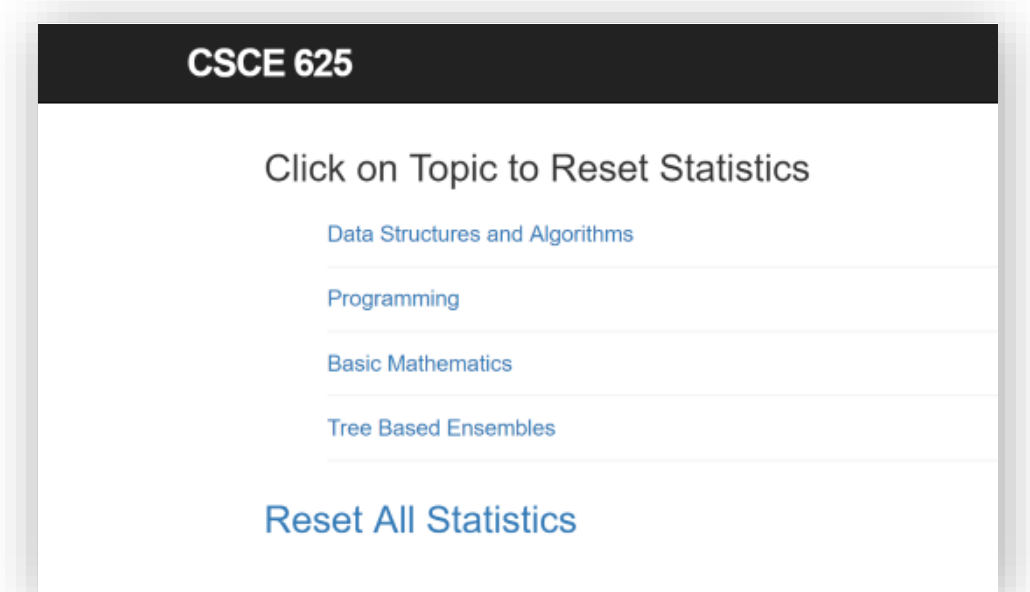 CSCE 625
Click on Topic to Reset Statistics
Data Structures and Algorithms
Programming
Basic Mathematics
Tree Based Ensembles
Reset All Statistics